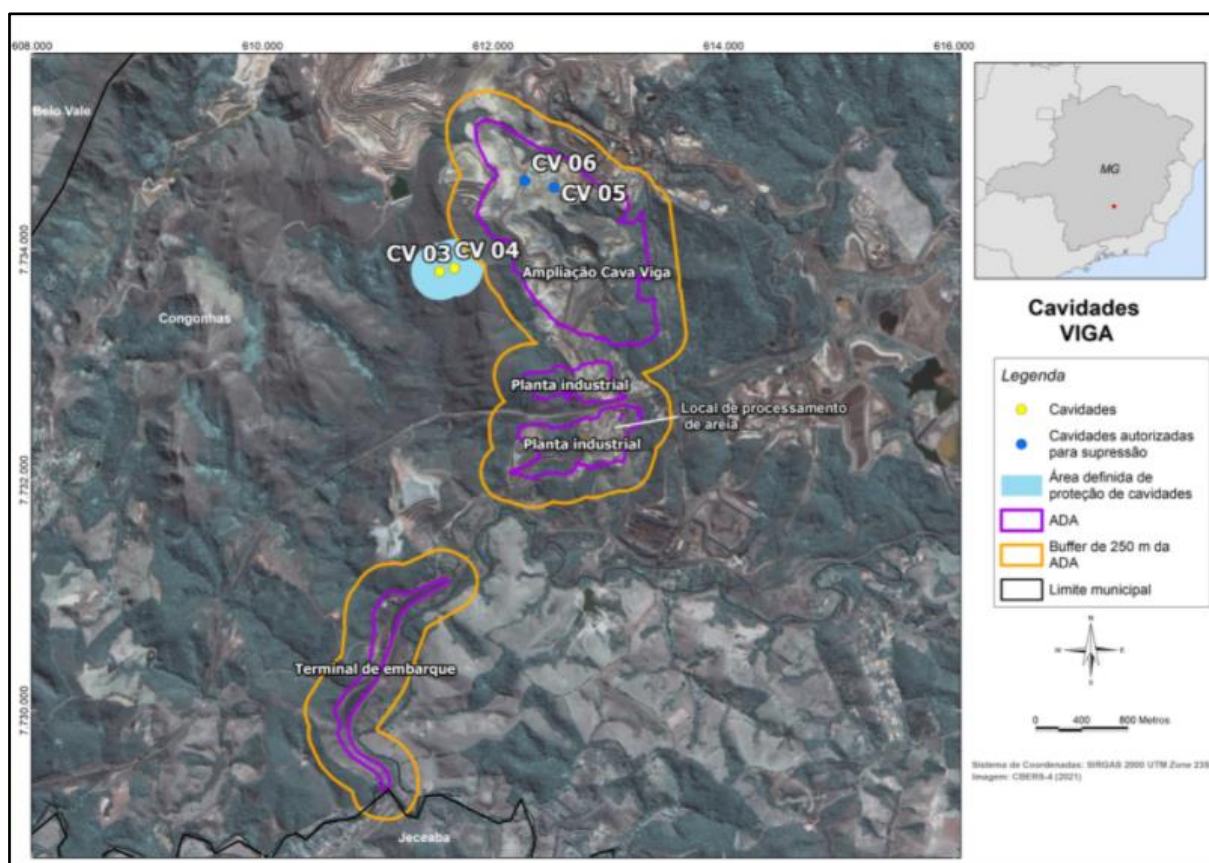 608.000 610.000 612.000 614.000 616.000
Belo Vale
CV 06
CV 05
7.734.000
CV 03 CV 04
Ampliação Cava Viga
Congonhas
Planta industrial
Local de processamento
de areia
Planta industrial
7.732.000
Terminal de embarque
7.730.000
Jeceaba
MG
Cavidades
VIGA
Legenda
Cavidades
Cavidades autorizadas
para supressão
Área definida de
proteção de cavidades
ADA
Buffer de 250 m da
ADA
Limite municipal
N
W E
S
0 400 800 Metros
Sistema de Coordenadas: SIRGAS 2000 UTM Zone 23S
Imagem: CBERS-4 (2021)